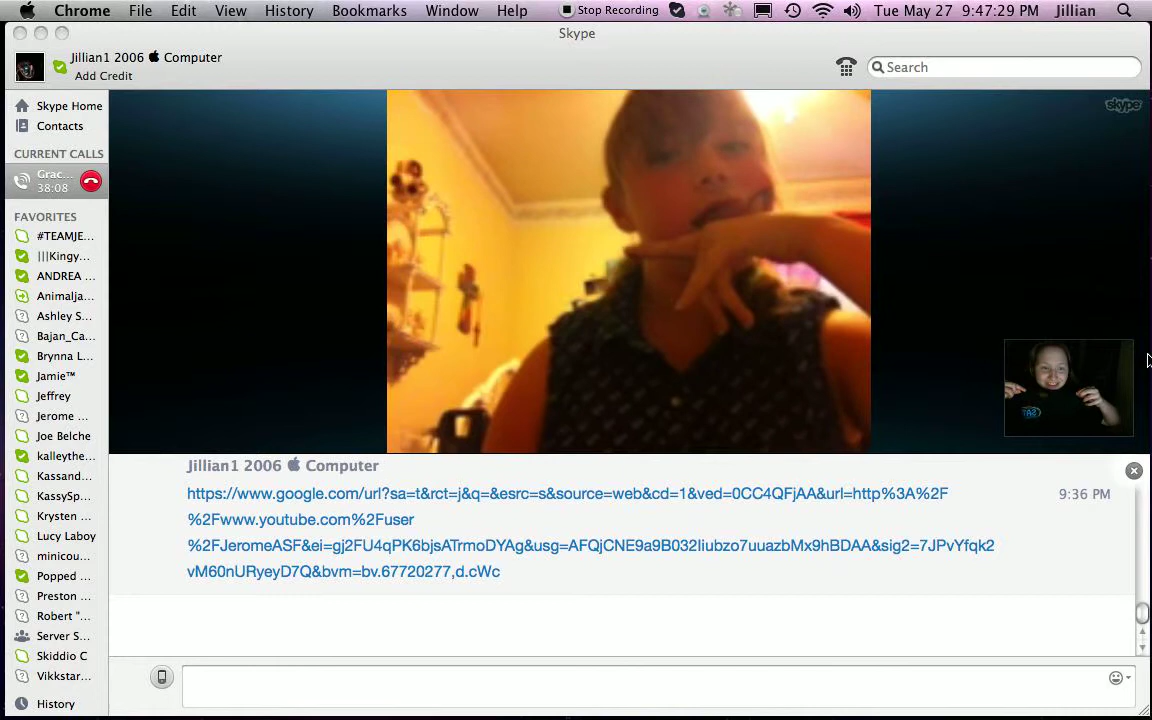 Chrome File Edit View History Bookmarks Window Help Stop Recording Tue May 27 9:47:29 PM Jillian
Skype
Jillian1 2006 Computer
Add Credit
Search
Skype Home
Contacts
CURRENT CALLS
Grac...
38:08
FAVORITES
#TEAMJE...
|||Kingy...
ANDREA ...
Animalja...
Ashley S...
Bajan_Ca...
Brynna L...
Jamie™
Jeffrey
Jerome ...
Joe Belche
kalleythe...
Kassand...
KassySp...
Krysten ...
Lucy Laboy
minicou...
Popped ...
Preston ...
Robert "...
Server S...
Skiddio C
Vikkstar...
History
skype
Jillian1 2006 Computer
https://www.google.com/url?sa=t&rct=j&q=&esrc=s&source=web&cd=1&ved=0CC4QFjAA&url=http%3A%2F
9:36 PM
%2Fwww.youtube.com%2Fuser
%2FJeromeASF&ei=gj2FU4qPK6bjsATrmoDYAg&usg=AFQjCNE9a9B032Iiubzo7uuazbMx9hBDAA&sig2=7JPvYfqk2
vM60nURyeyD7Q&bvm=bv.67720277,d.cWc